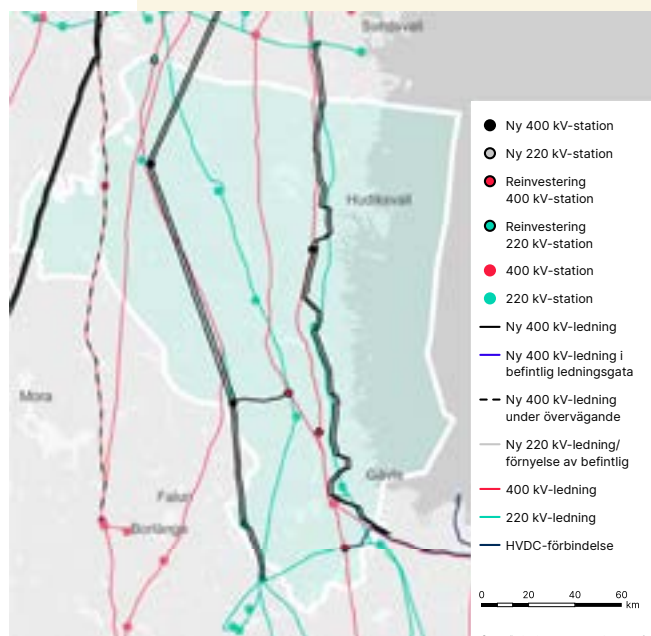 Sundsvall
Hudiksvall
Mora
Gävle
Falun
Borlänge
Ny 400 kV-station
Ny 220 kV-station
Reinvestering
400 kV-station
Reinvestering
220 kV-station
400 kV-station
220 kV-station
Ny 400 kV-ledning
Ny 400 kV-ledning i
befintlig ledningsgata
Ny 400 kV-ledning
under övervägande
Ny 220 kV-ledning/
förnyelse av befintlig
400 kV-ledning
220 kV-ledning
HVDC-förbindelse
0 20 40 60
km